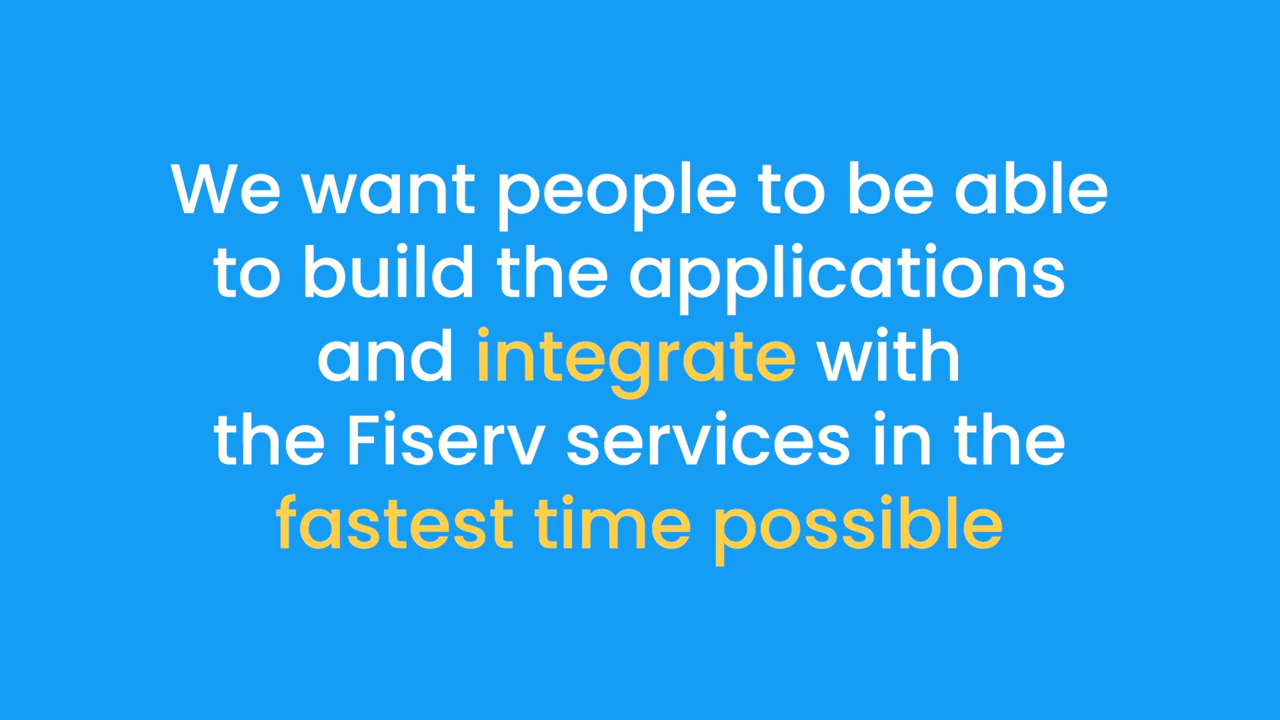 We want people to be able
to build the applications
and integrate with
the Fiserv services in the
fastest time possible